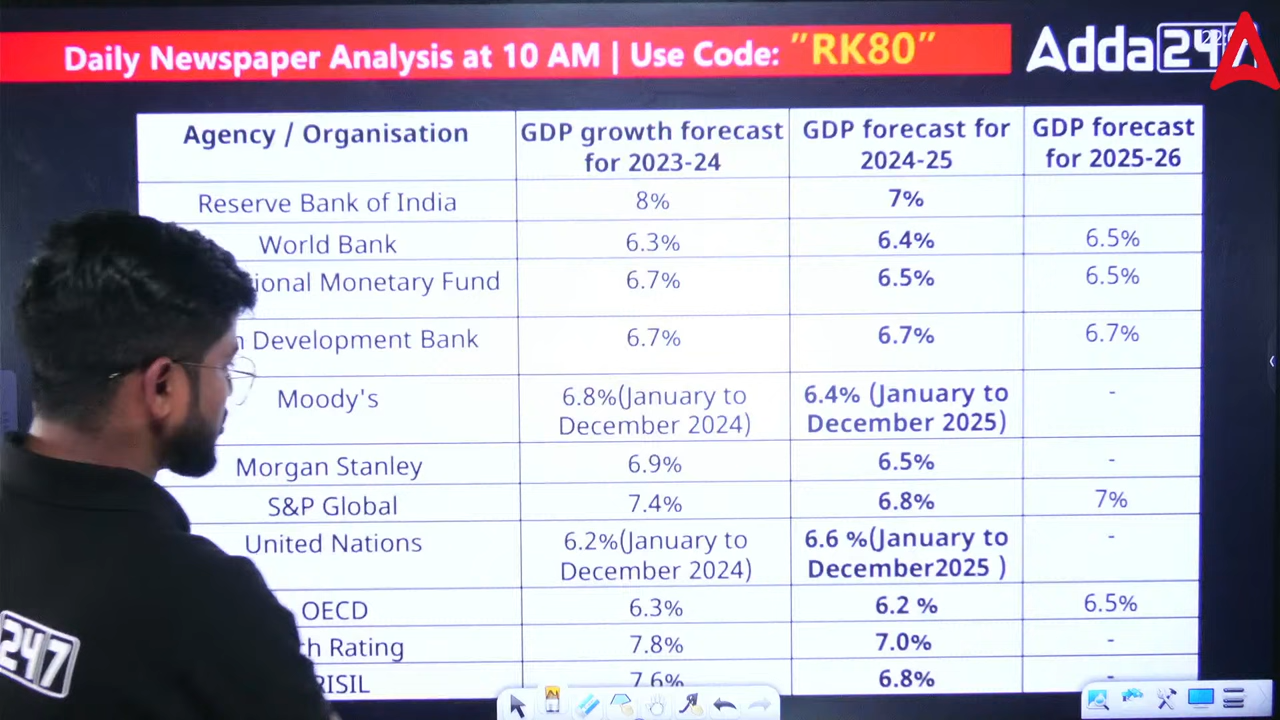 Daily Newspaper Analysis at 10 AM | Use Code: "RK80"
Adda 247
Agency / Organisation
GDP growth forecast for 2023-24
GDP forecast for 2024-25
GDP forecast for 2025-26
Reserve Bank of India 8% 7%
World Bank 6.3% 6.4% 6.5%
ional Monetary Fund 6.7% 6.5% 6.5%
n Development Bank 6.7% 6.7% 6.7%
Moody's 6.8%(January to December 2024) 6.4% (January to December 2025) -
Morgan Stanley 6.9% 6.5% -
S&P Global 7.4% 6.8% 7%
United Nations 6.2%(January to December 2024) 6.6 %(January to December2025 ) -
OECD 6.3% 6.2 % 6.5%
ch Rating 7.8% 7.0% -
RISIL 7.6% 6.8% -
247